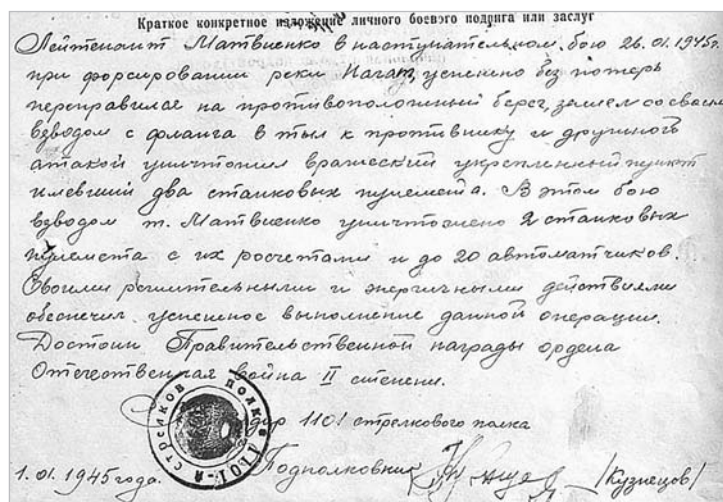 Краткое конкретное изложение личного боевого подвига или заслуг
Лейтенант Матвиенко в наступательном бою 26.01.1945г.
при форсировании реки Нагат, успешно без потерь
переправился на противоположный берег, зашел со своим
взводом с фланга в тыл к противнику и дружной
атакой уничтожил вражеский укрепленный пункт
имевший два станковых пулемета. В этом бою
взводом т. Матвиенко уничтожено 2 станковых
пулемета с их росчетами и до 20 автоматчиков.
Своими решительными и энергичными действиями
обеспечил успешное выполнение данной операции.
Достоин Правительственной награды ордена
Отечественная война II степени.
1101 стрелкового полка
Подполковник /Кузнецов/
1.01.1945 года.